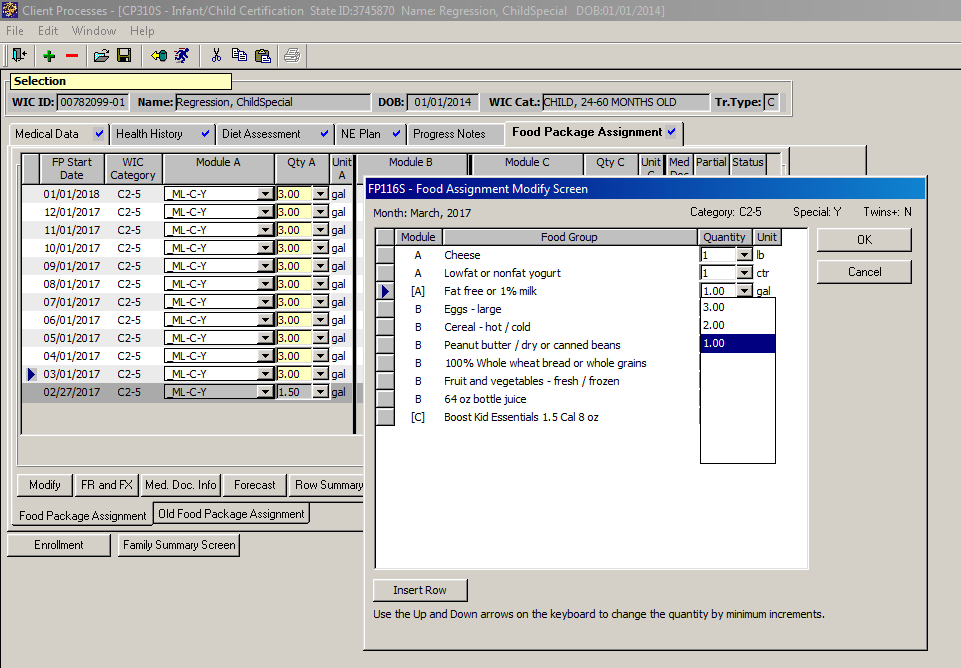 Client Processes - [CP310S - Infant/Child Certification State ID:3745870 Name: Regression, ChildSpecial DOB:01/01/2014]
File Edit Window Help
Selection
WIC ID: 00782099-01 Name: Regression, ChildSpecial DOB: 01/01/2014 WIC Cat.: CHILD, 24-60 MONTHS OLD Tr.Type: C
Medical Data Health History Diet Assessment NE Plan Progress Notes Food Package Assignment
FP Start Date WIC Category Module A Qty A Unit A Module B Module C Qty C Unit Med Partial Status
01/01/2018 C2-5 _ML-C-Y 3.00 gal
12/01/2017 C2-5 _ML-C-Y 3.00 gal
11/01/2017 C2-5 _ML-C-Y 3.00 gal
10/01/2017 C2-5 _ML-C-Y 3.00 gal
09/01/2017 C2-5 _ML-C-Y 3.00 gal
08/01/2017 C2-5 _ML-C-Y 3.00 gal
07/01/2017 C2-5 _ML-C-Y 3.00 gal
06/01/2017 C2-5 _ML-C-Y 3.00 gal
05/01/2017 C2-5 _ML-C-Y 3.00 gal
04/01/2017 C2-5 _ML-C-Y 3.00 gal
03/01/2017 C2-5 _ML-C-Y 3.00 gal
02/27/2017 C2-5 _ML-C-Y 1.50 gal
Modify FR and FX Med. Doc. Info Forecast Row Summary
Food Package Assignment Old Food Package Assignment
Enrollment Family Summary Screen
FP116S - Food Assignment Modify Screen
Month: March, 2017 Category: C2-5 Special: Y Twins+: N
Module Food Group Quantity Unit
A Cheese 1 lb
A Lowfat or nonfat yogurt 1 ctr
[A] Fat free or 1% milk 1.00 gal
B Eggs - large
B Cereal - hot / cold
B Peanut butter / dry or canned beans
B 100% Whole wheat bread or whole grains
B Fruit and vegetables - fresh / frozen
B 64 oz bottle juice
[C] Boost Kid Essentials 1.5 Cal 8 oz
3.00
2.00
1.00
OK
Cancel
Insert Row
Use the Up and Down arrows on the keyboard to change the quantity by minimum increments.